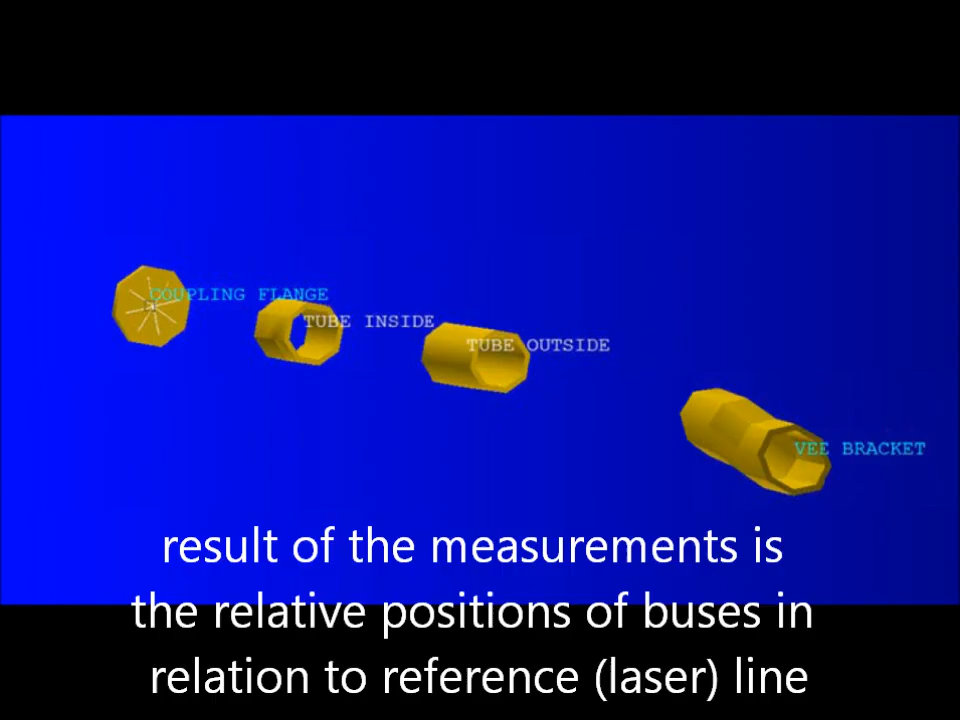 COUPLING FLANGE
TUBE INSIDE
TUBE OUTSIDE
VEE BRACKET
result of the measurements is
the relative positions of buses in
relation to reference (laser) line